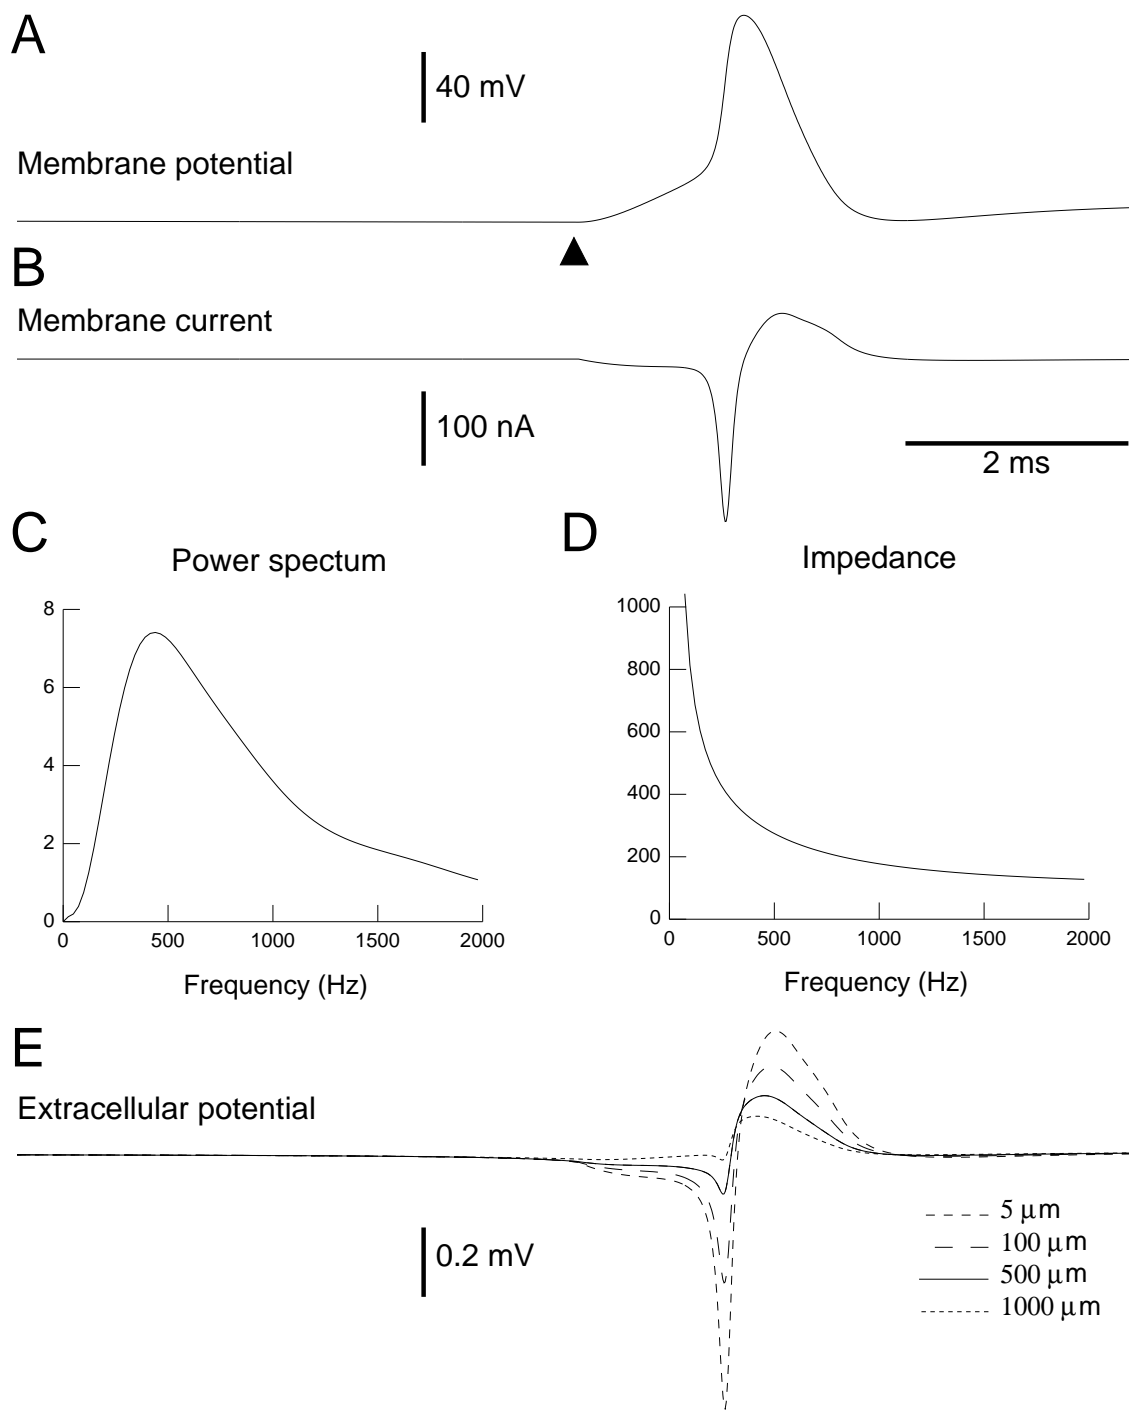 A
40 mV
Membrane potential
B
Membrane current
100 nA
2 ms
C
D
Power spectum
Impedance
8
6
4
2
0
0 500 1000 1500 2000
Frequency (Hz)
1000
800
600
400
200
0
0 500 1000 1500 2000
Frequency (Hz)
E
Extracellular potential
0.2 mV
5 μm
100 μm
500 μm
1000 μm